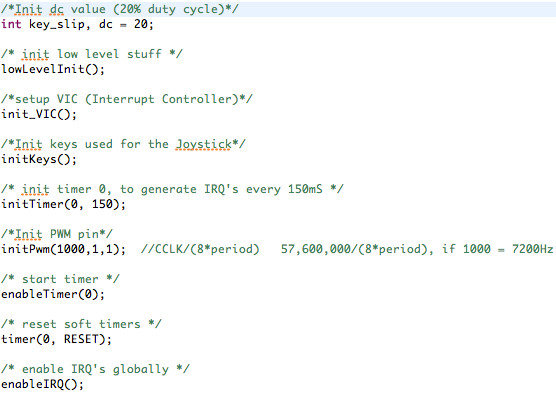 /*Init dc value (20% duty cycle)*/
int key_slip, dc = 20;
/* init low level stuff */
lowLevelInit();
/*setup VIC (Interrupt Controller)*/
init_VIC();
/*Init keys used for the Joystick*/
initKeys();
/* init timer 0, to generate IRQ's every 150mS */
initTimer(0, 150);
/*Init PWM pin*/
initPwm(1000,1,1);  //CCLK/(8*period)   57,600,000/(8*period), if 1000 = 7200Hz
/* start timer */
enableTimer(0);
/* reset soft timers */
timer(0, RESET);
/* enable IRQ's globally */
enableIRQ();